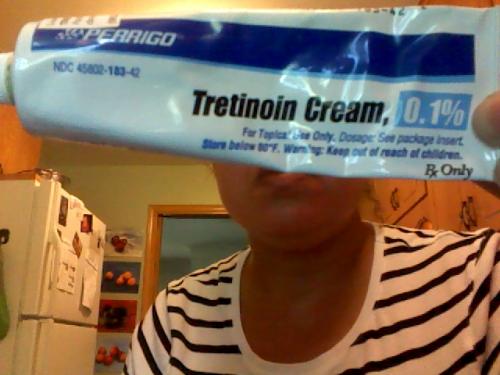 PERRIGO
NDC 45802-183-42
Tretinoin Cream, 0.1%
For Topical Use Only. Dosage: See package insert.
Store below 80°F. Warning: Keep out of reach of children.
Rx Only